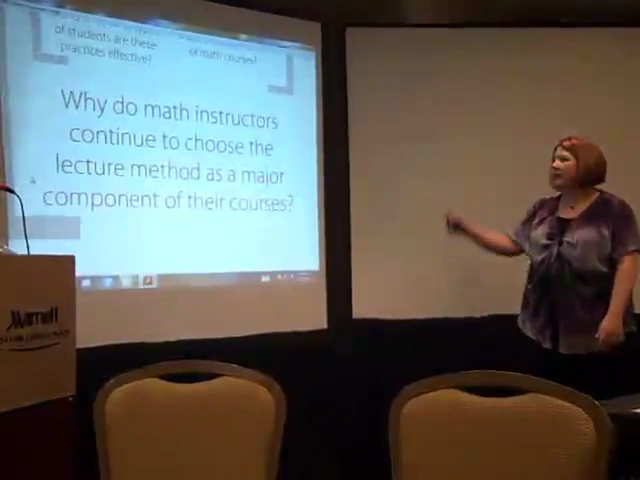 of students are these
practices effective?
of math courses?
Why do math instructors
continue to choose the
lecture method as a major
component of their courses?
Marriott